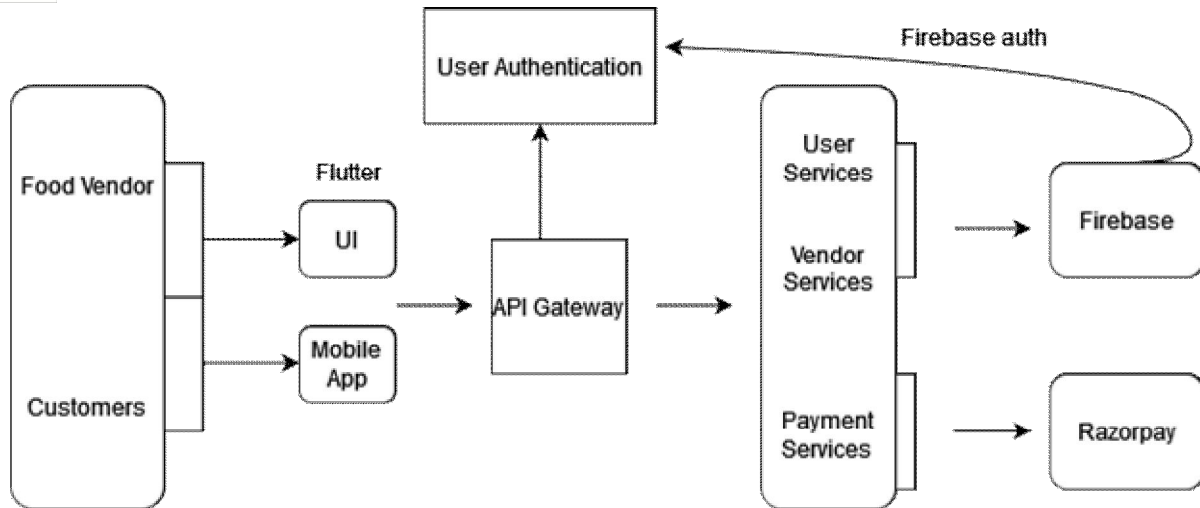 Firebase auth
User Authentication
Food Vendor
Customers
Flutter
UI
Mobile
App
API Gateway
User
Services
Vendor
Services
Payment
Services
Firebase
Razorpay